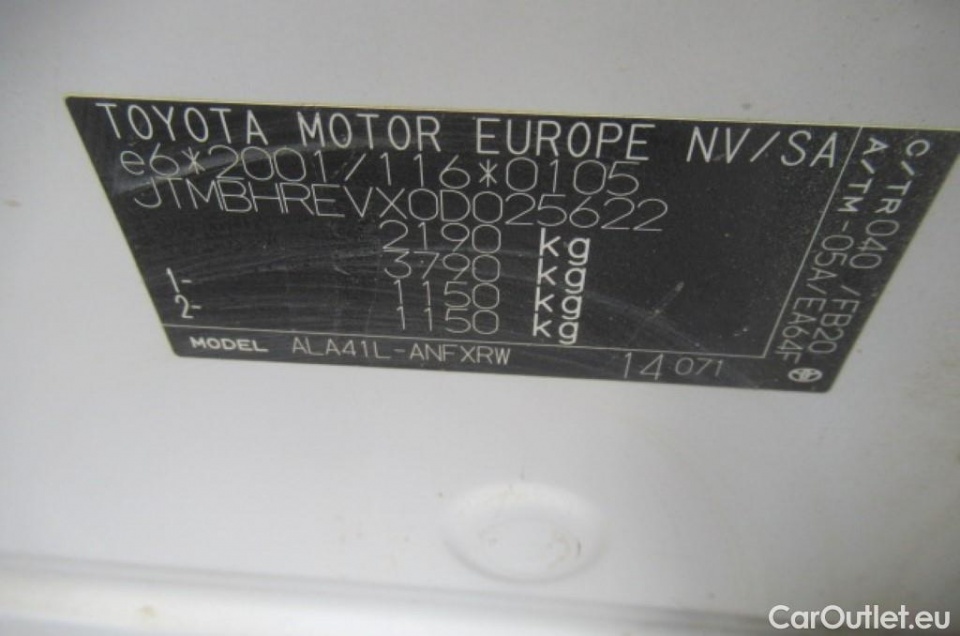 TOYOTA MOTOR EUROPE NV/SA
e6*2001/116*0105
JTMBHREVX0D025622
2190 kg
3790 kg
1- 1150 kg
2- 1150 kg
MODEL ALA41L-ANFXRW 14 071
C/TR040 /FB20
A/TM -05A/EA64F
CarOutlet.eu